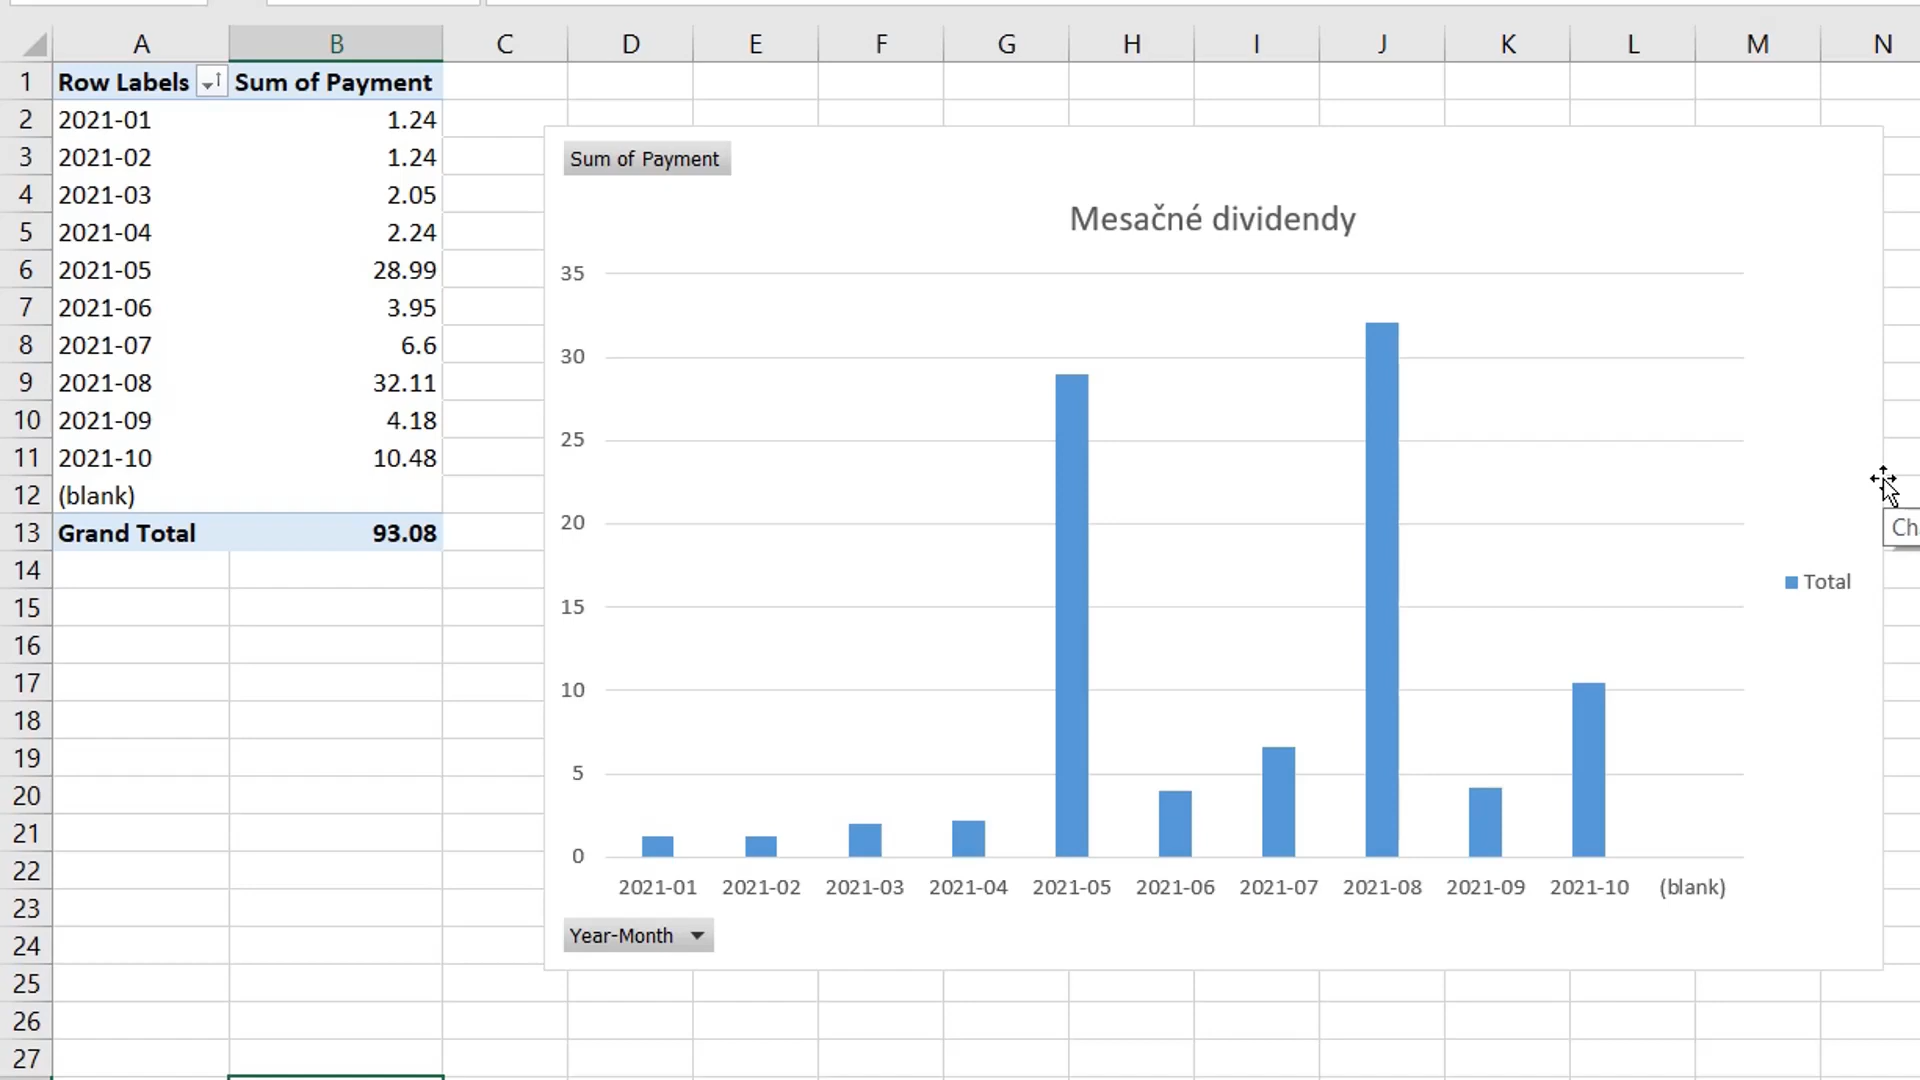 A B C D E F G H I J K L M N
1 Row Labels Sum of Payment
2 2021-01 1.24
3 2021-02 1.24
4 2021-03 2.05
5 2021-04 2.24
6 2021-05 28.99
7 2021-06 3.95
8 2021-07 6.6
9 2021-08 32.11
10 2021-09 4.18
11 2021-10 10.48
12 (blank)
13 Grand Total 93.08
14
15
16
17
18
19
20
21
22
23
24
25
26
27
Sum of Payment
Mesačné dividendy
35
30
25
20
15
10
5
0
2021-01 2021-02 2021-03 2021-04 2021-05 2021-06 2021-07 2021-08 2021-09 2021-10 (blank)
Total
Year-Month